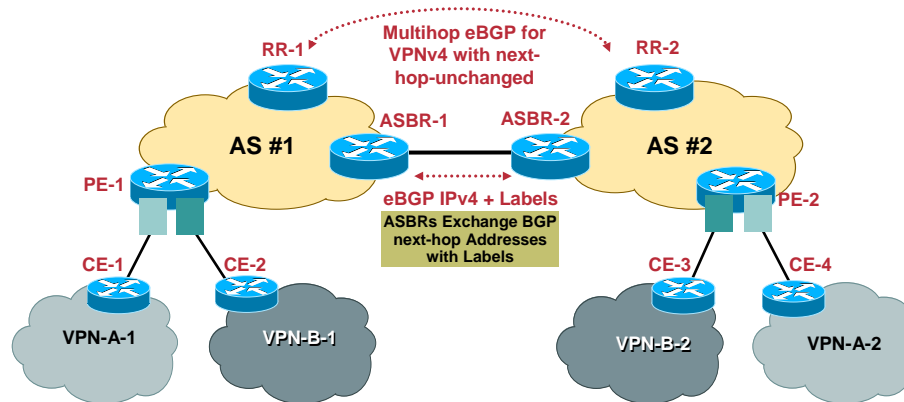 Multihop eBGP for
VPNv4 with next-
hop-unchanged
RR-1
RR-2
ASBR-1
ASBR-2
AS #1
AS #2
PE-1
PE-2
eBGP IPv4 + Labels
ASBRs Exchange BGP
next-hop Addresses
with Labels
CE-1
CE-2
CE-3
CE-4
VPN-A-1
VPN-B-1
VPN-B-2
VPN-A-2